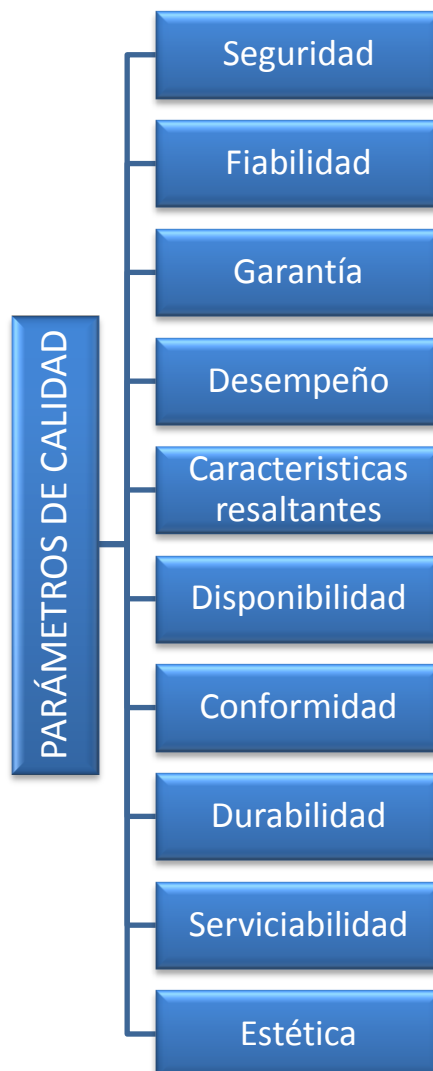 PARÁMETROS DE CALIDAD
Seguridad
Fiabilidad
Garantía
Desempeño
Caracteristicas
resaltantes
Disponibilidad
Conformidad
Durabilidad
Serviciabilidad
Estética